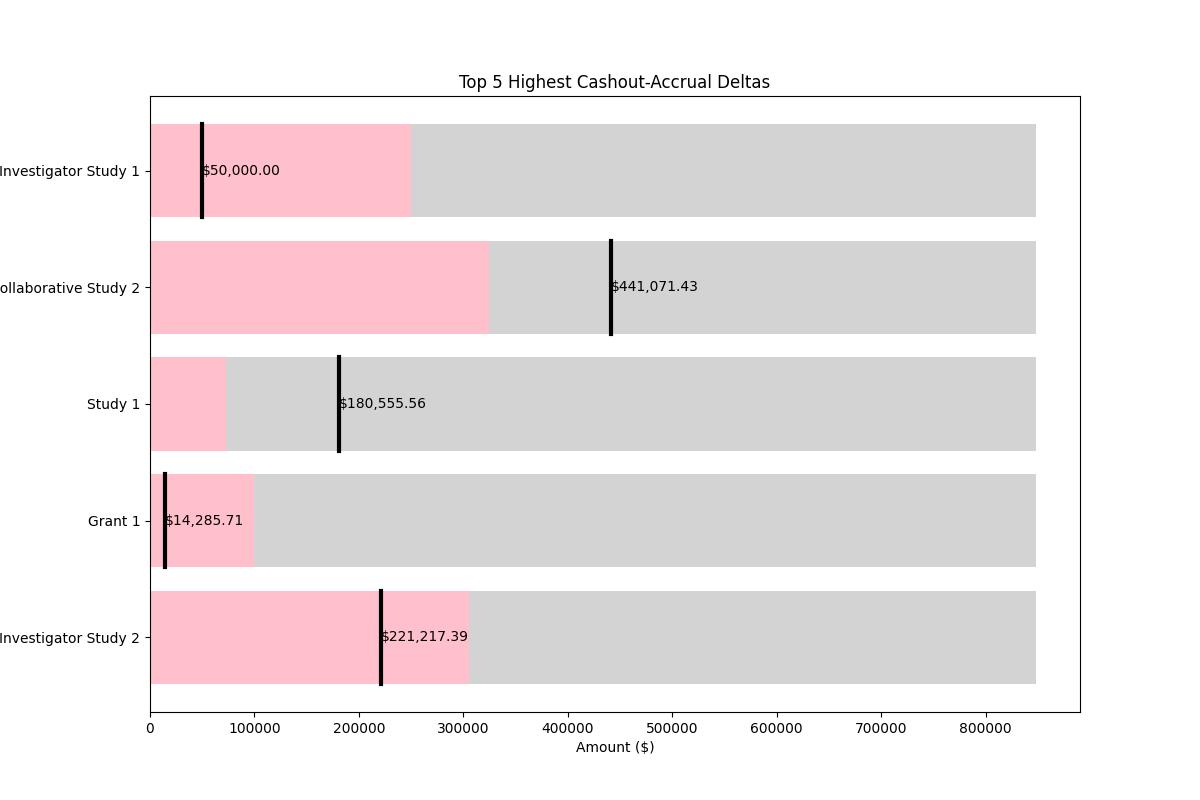 Top 5 Highest Cashout-Accrual Deltas
Investigator Study 1
$50,000.00
ollaborative Study 2
$441,071.43
Study 1
$180,555.56
Grant 1
$14,285.71
Investigator Study 2
$221,217.39
0 100000 200000 300000 400000 500000 600000 700000 800000
Amount ($)